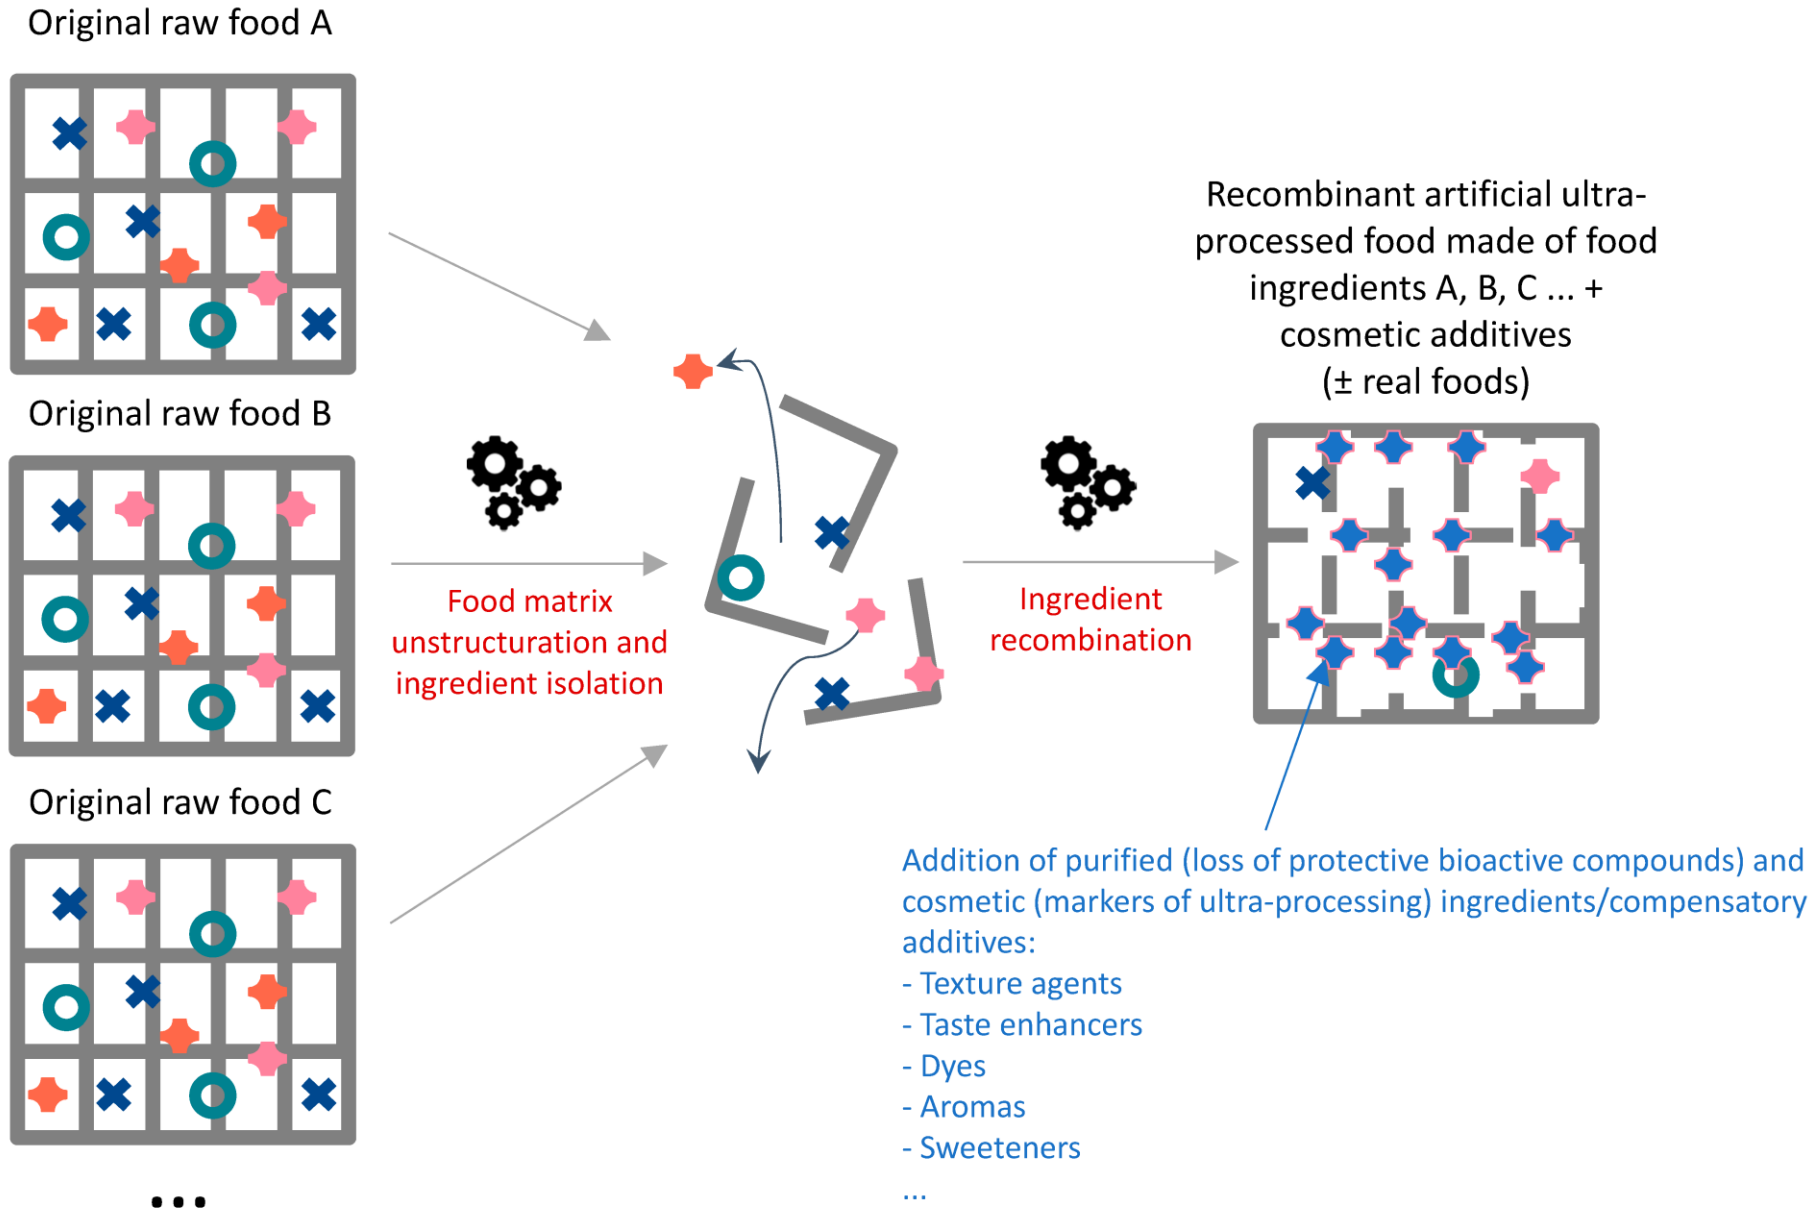 Original raw food A
Original raw food B
Original raw food C
...
Food matrix
unstructuration and
ingredient isolation
Ingredient
recombination
Recombinant artificial ultra-
processed food made of food
ingredients A, B, C ... +
cosmetic additives
(± real foods)
Addition of purified (loss of protective bioactive compounds) and
cosmetic (markers of ultra-processing) ingredients/compensatory
additives:
- Texture agents
- Taste enhancers
- Dyes
- Aromas
- Sweeteners
...